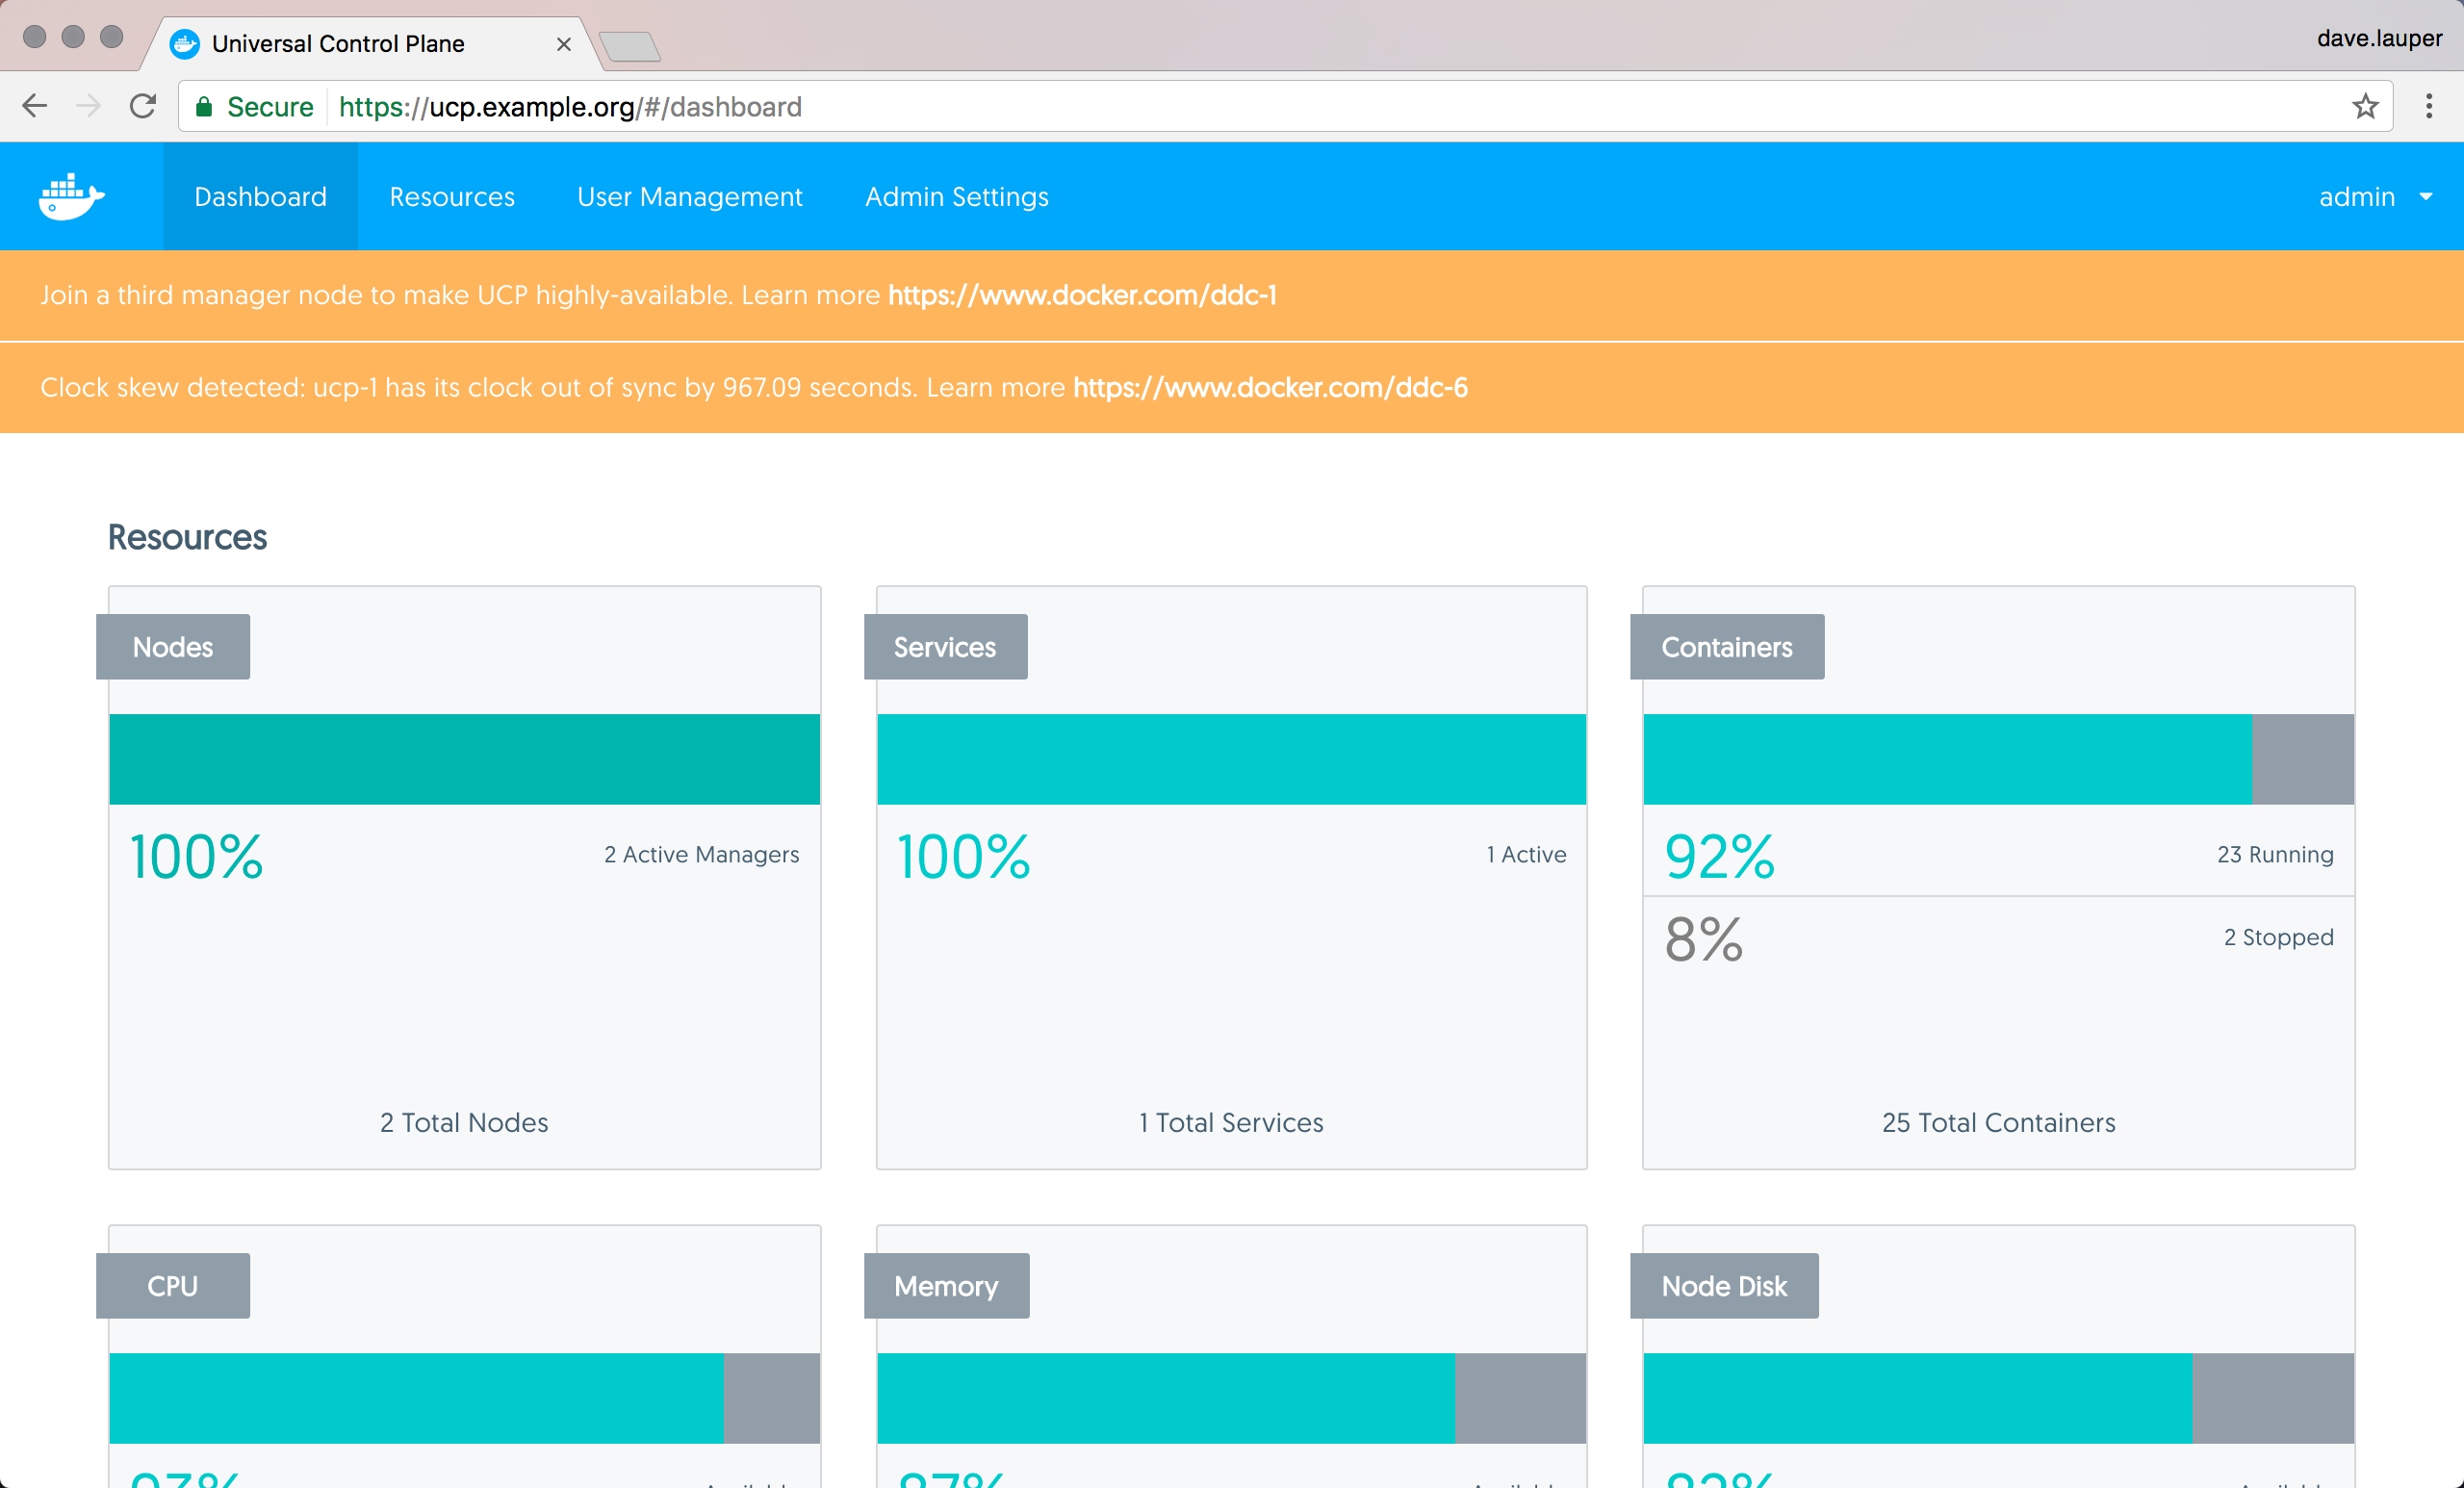 Universal Control Plane
dave.lauper
Secure https://ucp.example.org/#/dashboard
Dashboard Resources User Management Admin Settings admin
Join a third manager node to make UCP highly-available. Learn more https://www.docker.com/ddc-1
Clock skew detected: ucp-1 has its clock out of sync by 967.09 seconds. Learn more https://www.docker.com/ddc-6
Resources
Nodes
100% 2 Active Managers
2 Total Nodes
Services
100% 1 Active
1 Total Services
Containers
92% 23 Running
8% 2 Stopped
25 Total Containers
CPU
Memory
Node Disk